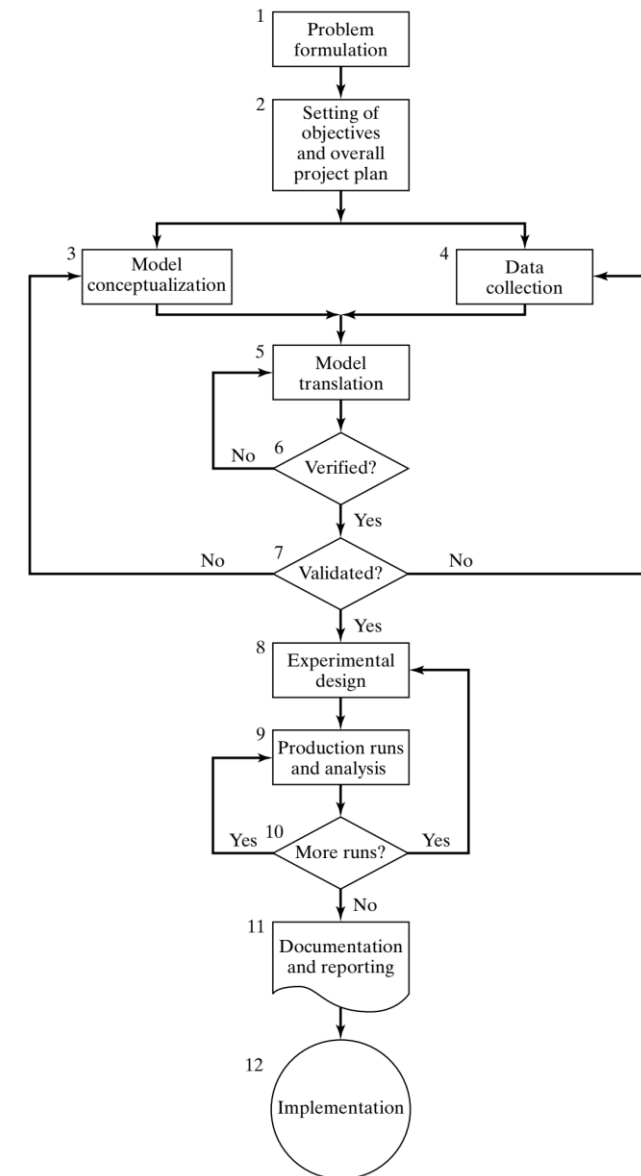 1
Problem
formulation
2
Setting of
objectives
and overall
project plan
3
Model
conceptualization
4
Data
collection
5
Model
translation
6
No
Verified?
Yes
No
7
Validated?
No
Yes
8
Experimental
design
9
Production runs
and analysis
Yes
10
More runs?
Yes
No
11
Documentation
and reporting
12
Implementation